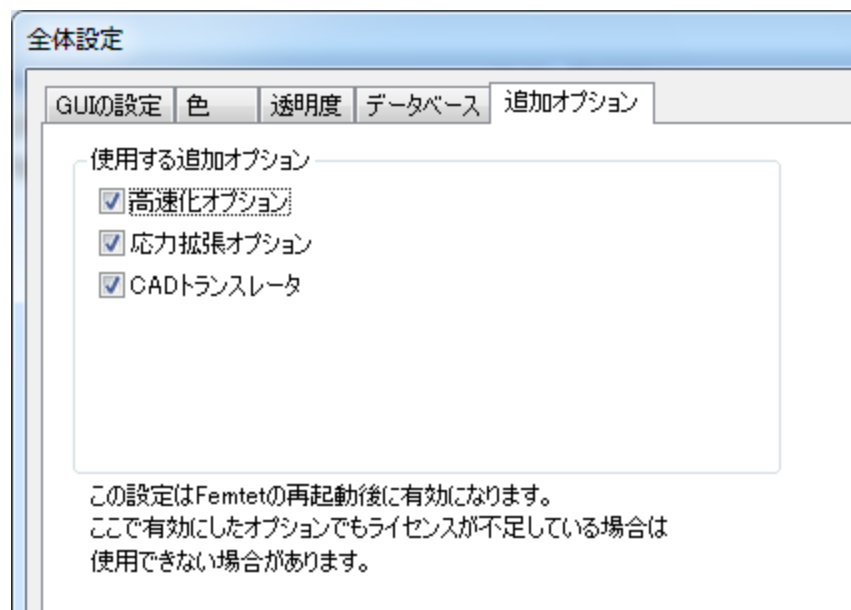 全体設定
GUIの設定 色 透明度 データベース 追加オプション
使用する追加オプション
高速化オプション
応力拡張オプション
CADトランスレータ
この設定はFemtetの再起動後に有効になります。
ここで有効にしたオプションでもライセンスが不足している場合は
使用できない場合があります。